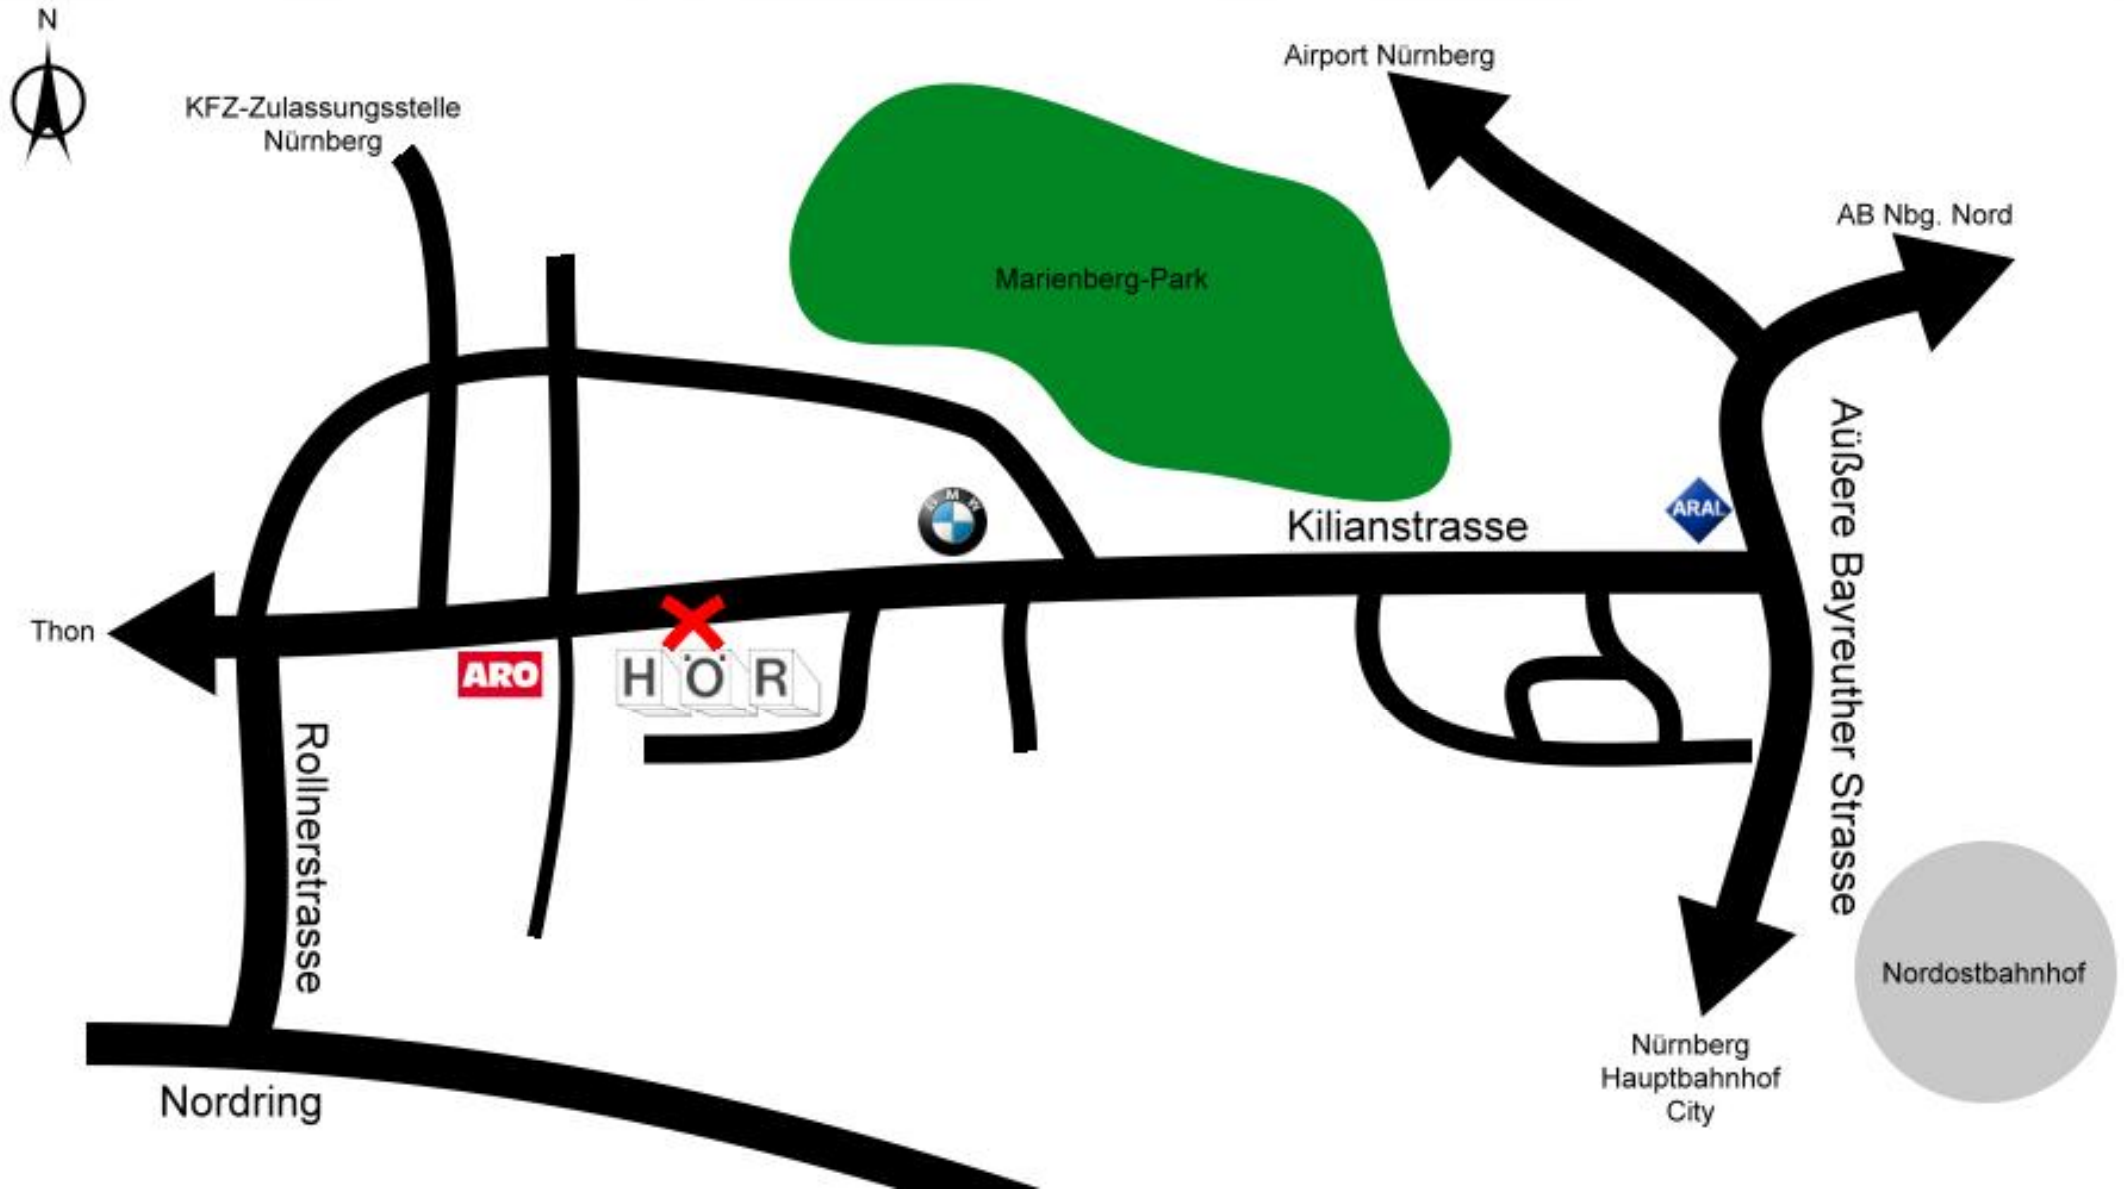 N
Airport Nürnberg
KFZ-Zulassungsstelle
Nürnberg
AB Nbg. Nord
Marienberg-Park
BMW
ARAL
Kilianstrasse
Aüßere Bayreuther Strasse
Thon
ARO
HÖR
Rollnerstrasse
Nordostbahnhof
Nürnberg
Hauptbahnhof
City
Nordring